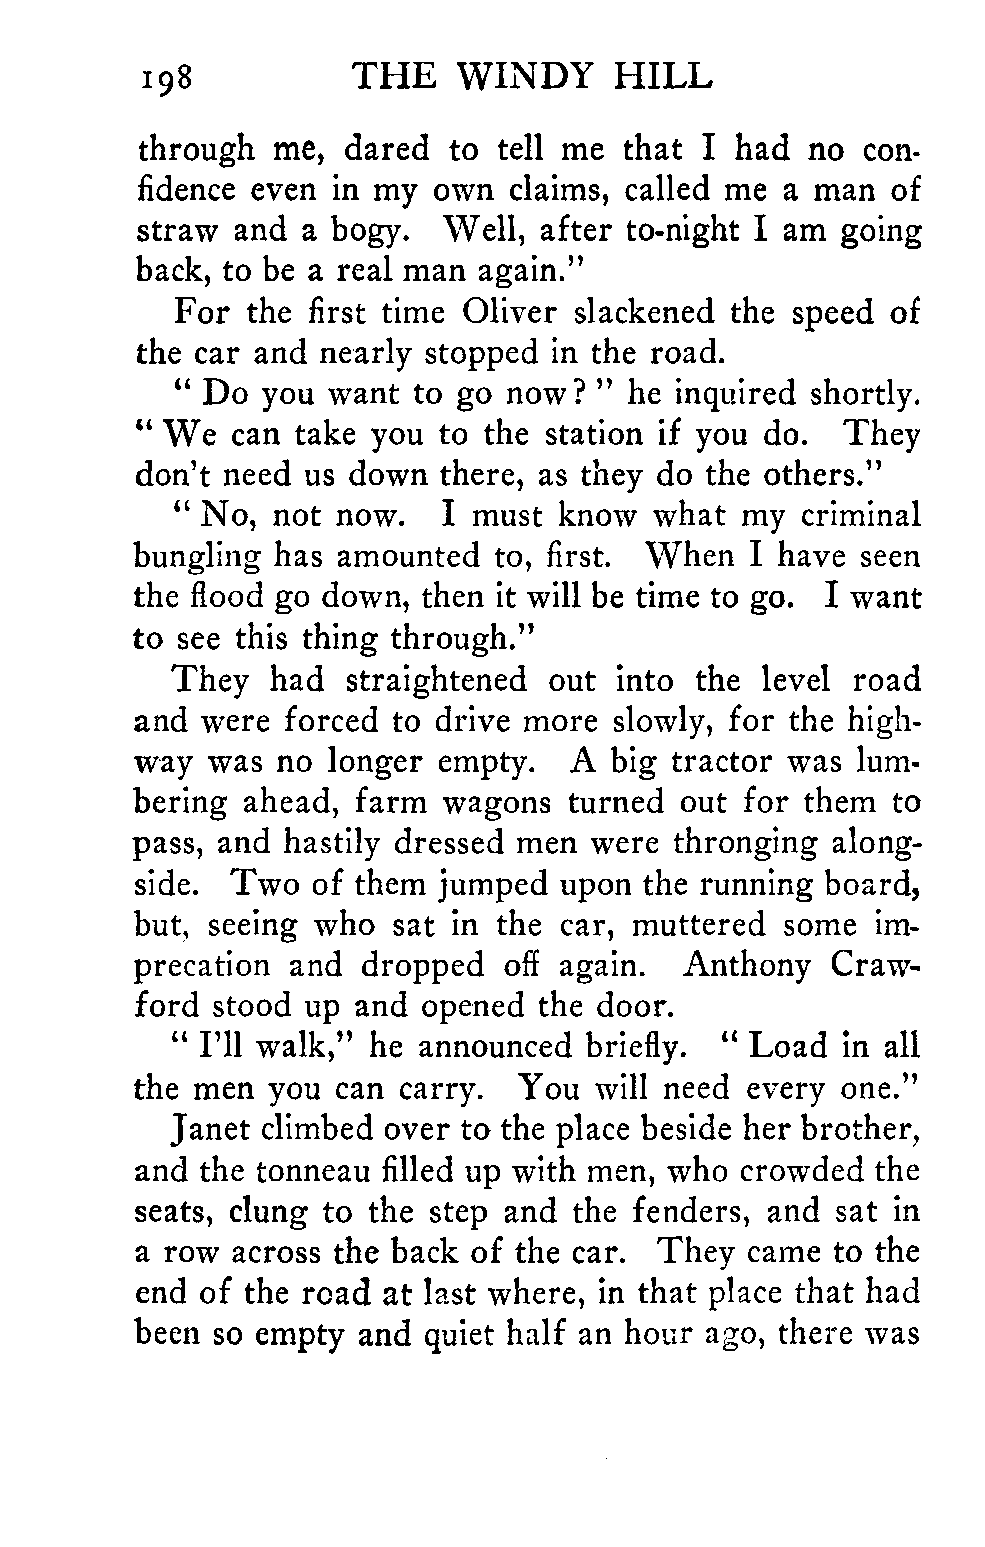 198 THE WINDY HILL
through me, dared to tell me that I had no con-
fidence even in my own claims, called me a man of
straw and a bogy. Well, after to-night I am going
back, to be a real man again."
For the first time Oliver slackened the speed of
the car and nearly stopped in the road.
" Do you want to go now? " he inquired shortly.
" We can take you to the station if you do. They
don't need us down there, as they do the others."
" No, not now. I must know what my criminal
bungling has amounted to, first. When I have seen
the flood go down, then it will be time to go. I want
to see this thing through."
They had straightened out into the level road
and were forced to drive more slowly, for the high-
way was no longer empty. A big tractor was lum-
bering ahead, farm wagons turned out for them to
pass, and hastily dressed men were thronging along-
side. Two of them jumped upon the running board,
but, seeing who sat in the car, muttered some im-
precation and dropped off again. Anthony Craw-
ford stood up and opened the door.
" I'll walk," he announced briefly. " Load in all
the men you can carry. You will need every one."
Janet climbed over to the place beside her brother,
and the tonneau filled up with men, who crowded the
seats, clung to the step and the fenders, and sat in
a row across the back of the car. They came to the
end of the road at last where, in that place that had
been so empty and quiet half an hour ago, there was